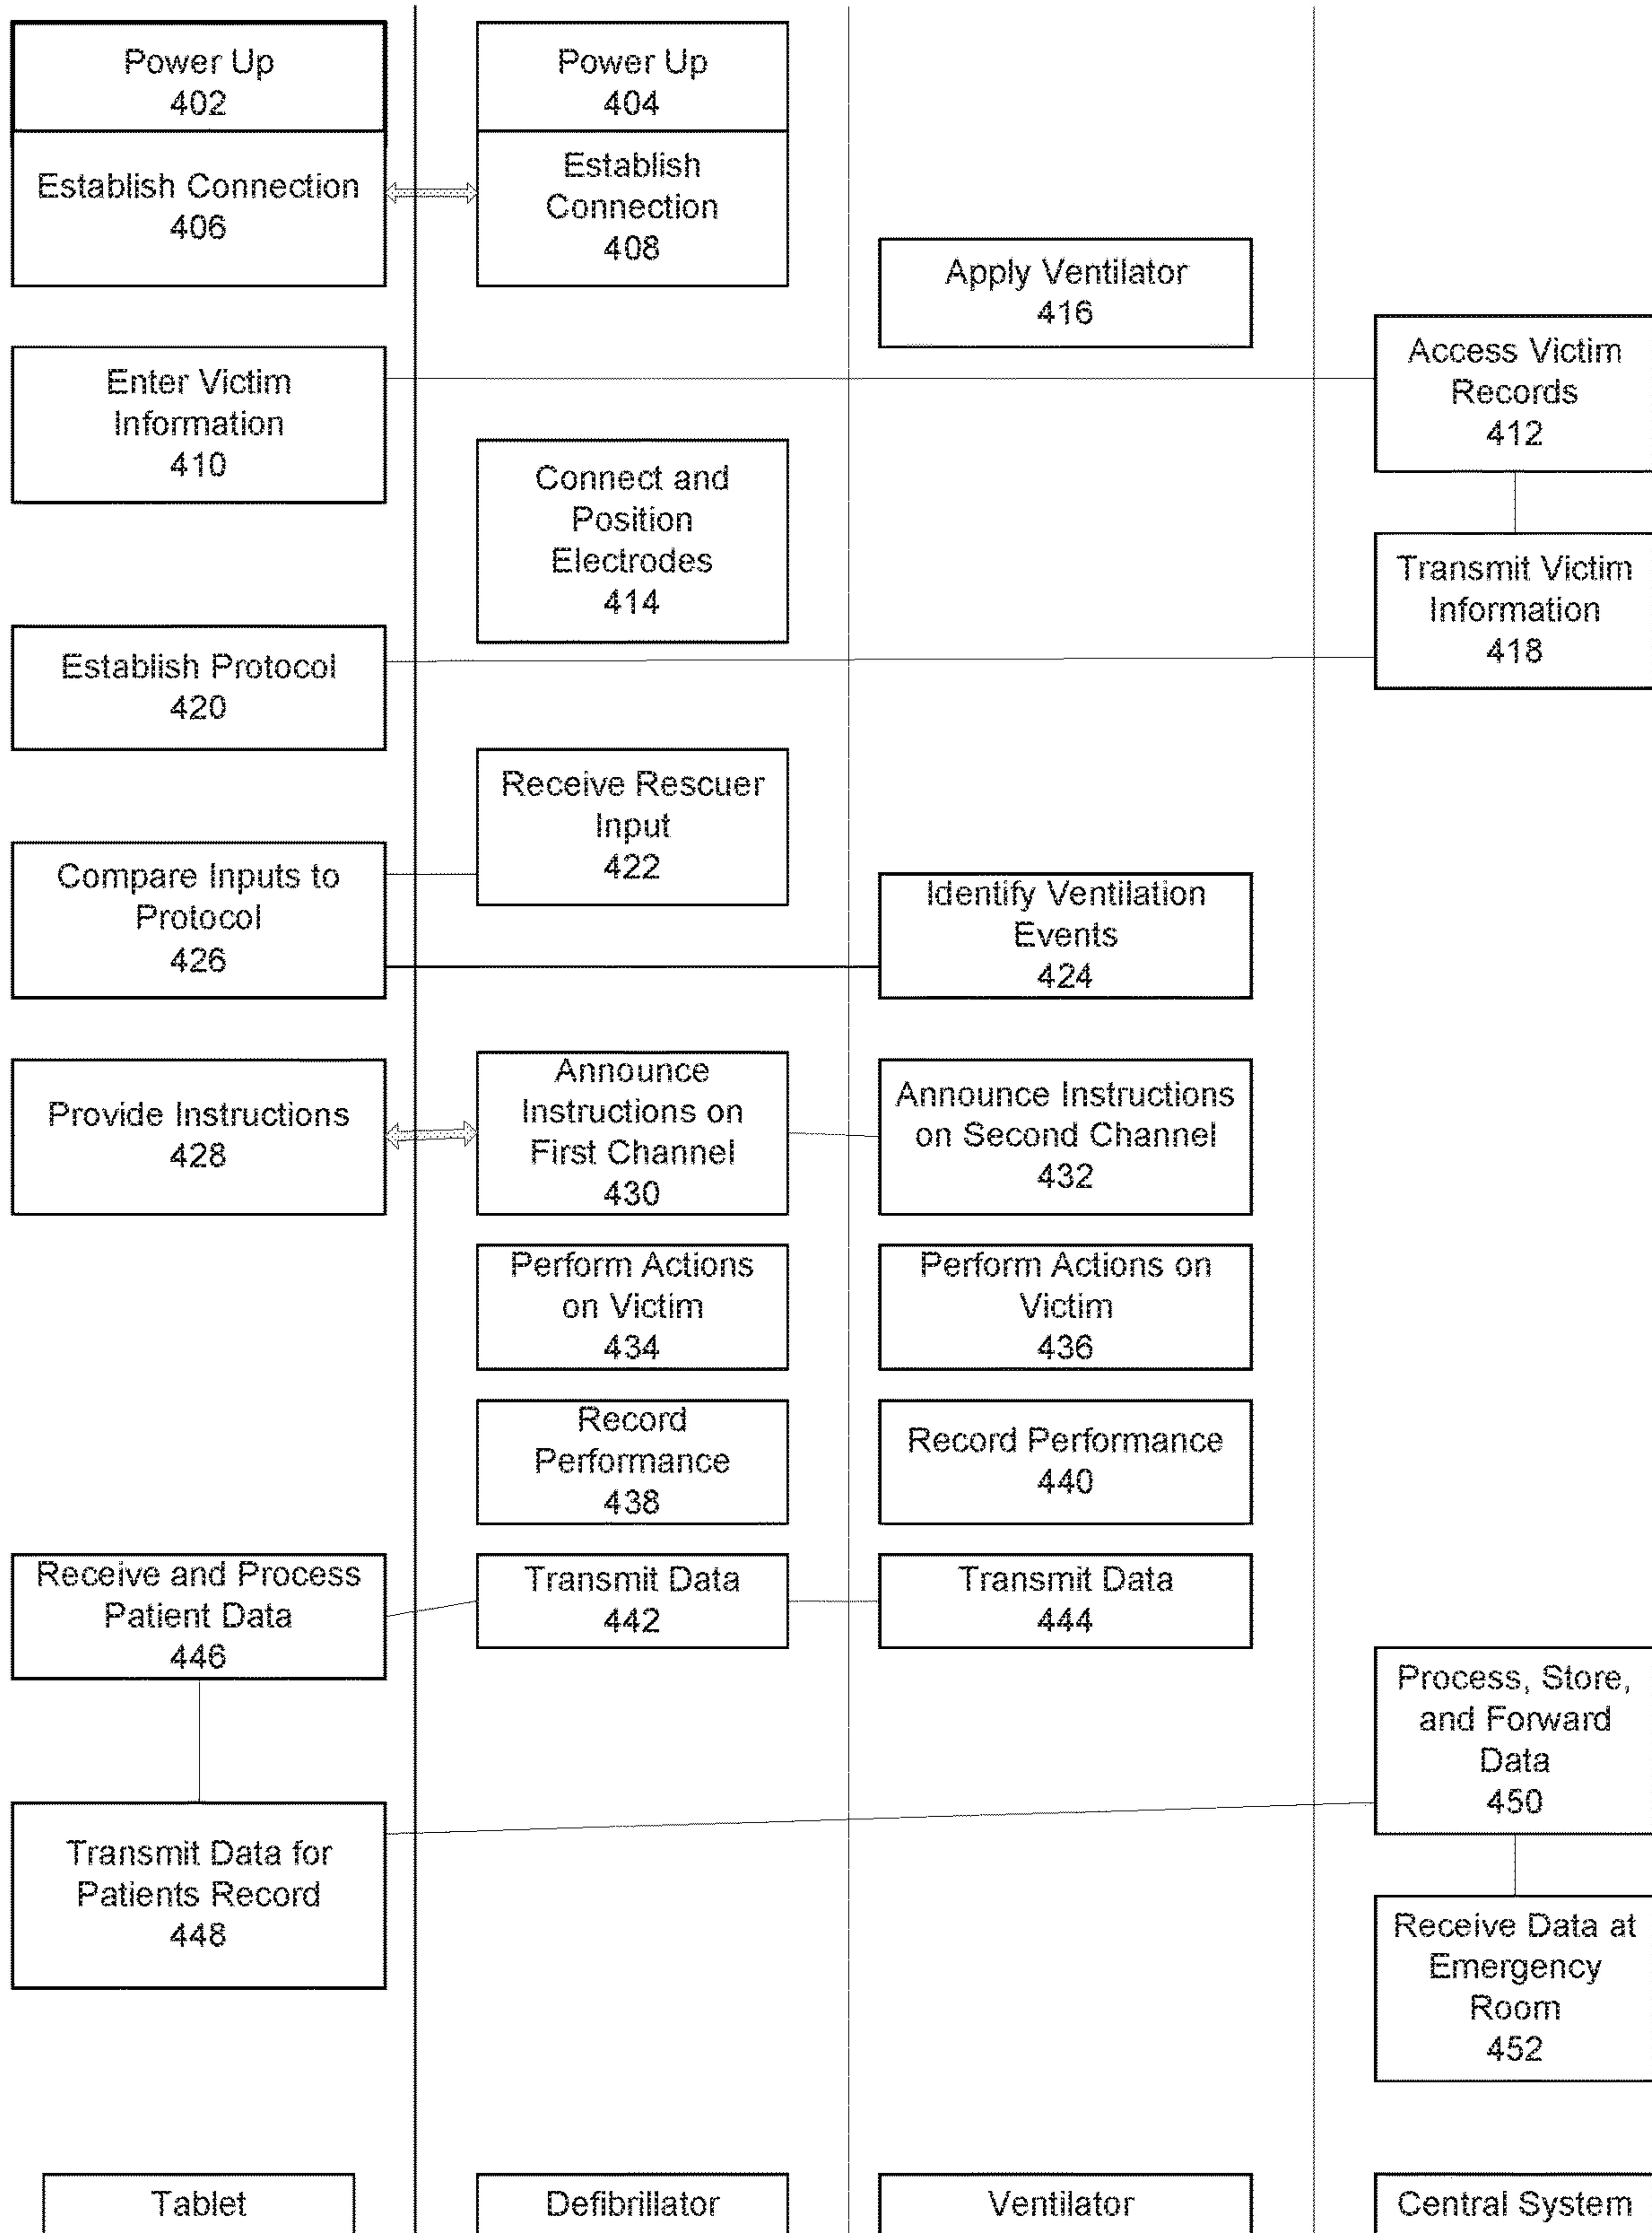 Power Up
402
Power Up
404
Establish Connection
406
Establish
Connection
408
Apply Ventilator
416
Enter Victim
Information
410
Access Victim
Records
412
Connect and
Position
Electrodes
414
Transmit Victim
Information
418
Establish Protocol
420
Receive Rescuer
Input
422
Compare Inputs to
Protocol
426
Identify Ventilation
Events
424
Provide Instructions
428
Announce
Instructions on
First Channel
430
Announce Instructions
on Second Channel
432
Perform Actions
on Victim
434
Perform Actions on
Victim
436
Record
Performance
438
Record Performance
440
Receive and Process
Patient Data
446
Transmit Data
442
Transmit Data
444
Process, Store,
and Forward
Data
450
Transmit Data for
Patients Record
448
Receive Data at
Emergency
Room
452
Tablet
Defibrillator
Ventilator
Central System